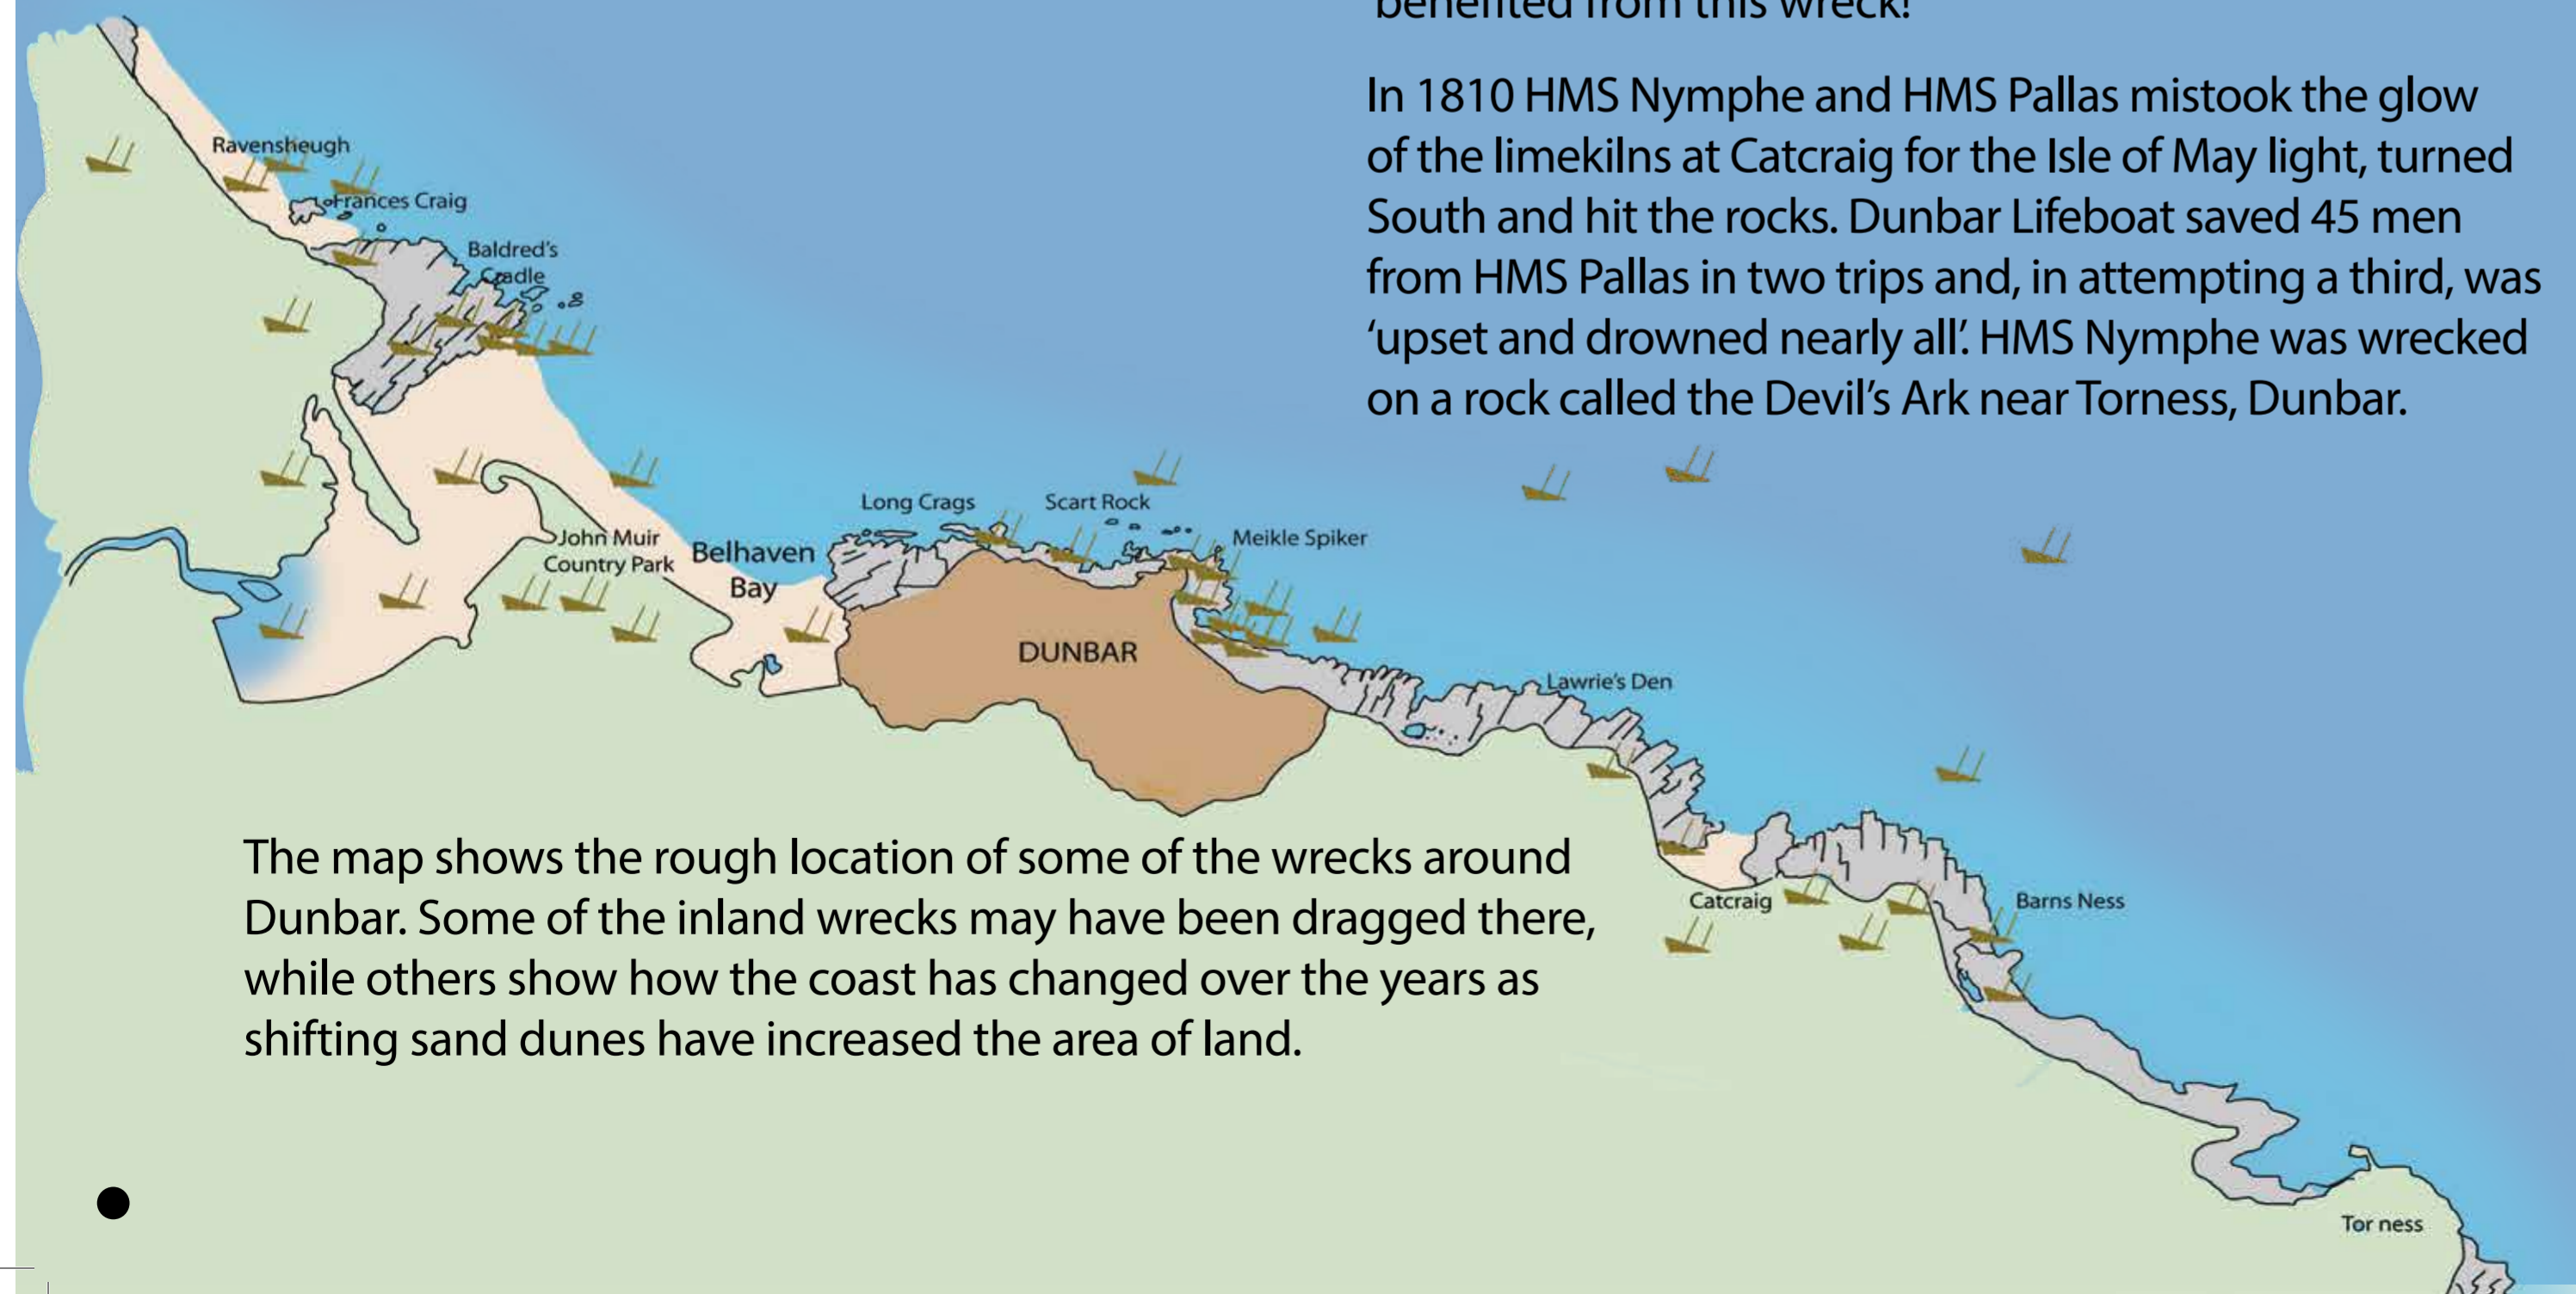 benefited from this wreck!
In 1810 HMS Nymphe and HMS Pallas mistook the glow
of the limekilns at Catcraig for the Isle of May light, turned
South and hit the rocks. Dunbar Lifeboat saved 45 men
from HMS Pallas in two trips and, in attempting a third, was
‘upset and drowned nearly all’. HMS Nymphe was wrecked
on a rock called the Devil’s Ark near Torness, Dunbar.
Ravensheugh
Frances Craig
Baldred's
Cradle
Long Crags
Scart Rock
Meikle Spiker
John Muir
Country Park
Belhaven
Bay
DUNBAR
Lawrie's Den
Catcraig
Barns Ness
Tor ness
The map shows the rough location of some of the wrecks around
Dunbar. Some of the inland wrecks may have been dragged there,
while others show how the coast has changed over the years as
shifting sand dunes have increased the area of land.